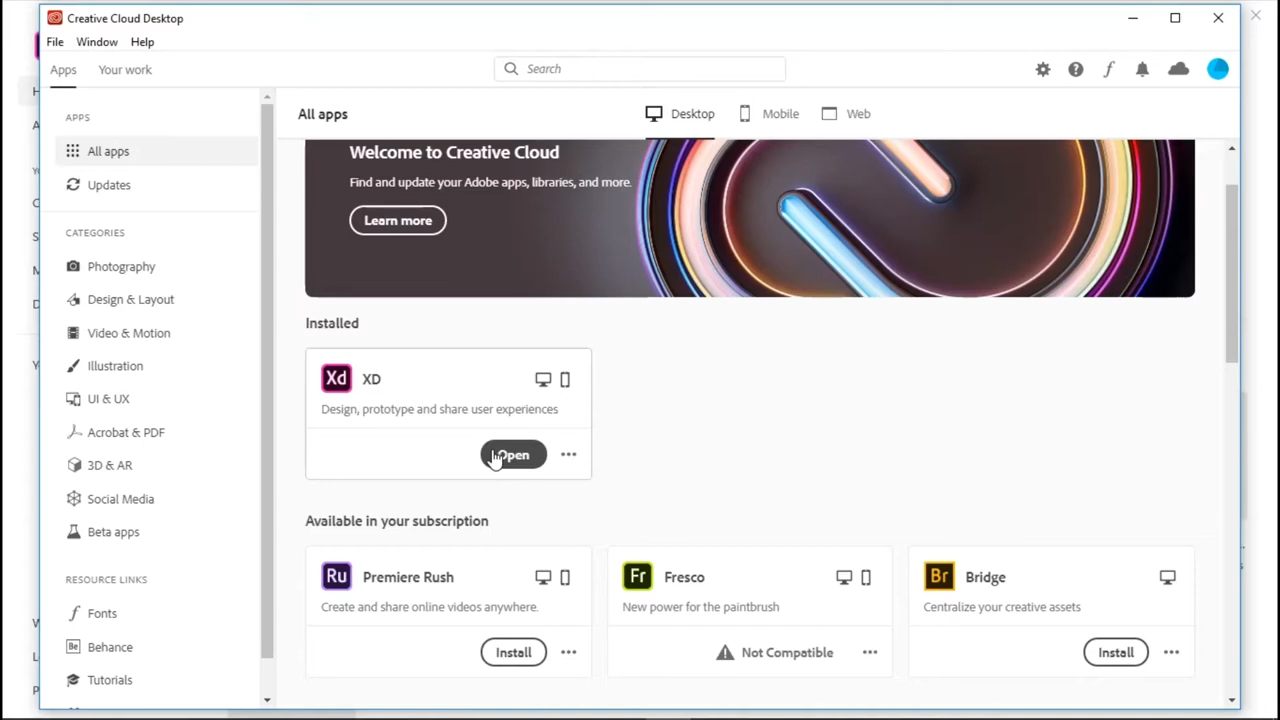 Creative Cloud Desktop
File Window Help
Apps Your work
Search
APPS
All apps
Updates
CATEGORIES
Photography
Design & Layout
Video & Motion
Illustration
UI & UX
Acrobat & PDF
3D & AR
Social Media
Beta apps
RESOURCE LINKS
Fonts
Be Behance
Tutorials
All apps
Desktop Mobile Web
Welcome to Creative Cloud
Find and update your Adobe apps, libraries, and more.
Learn more
Installed
Xd XD
Design, prototype and share user experiences
Open
Available in your subscription
Ru Premiere Rush
Create and share online videos anywhere.
Install
Fr Fresco
New power for the paintbrush
Not Compatible
Br Bridge
Centralize your creative assets
Install